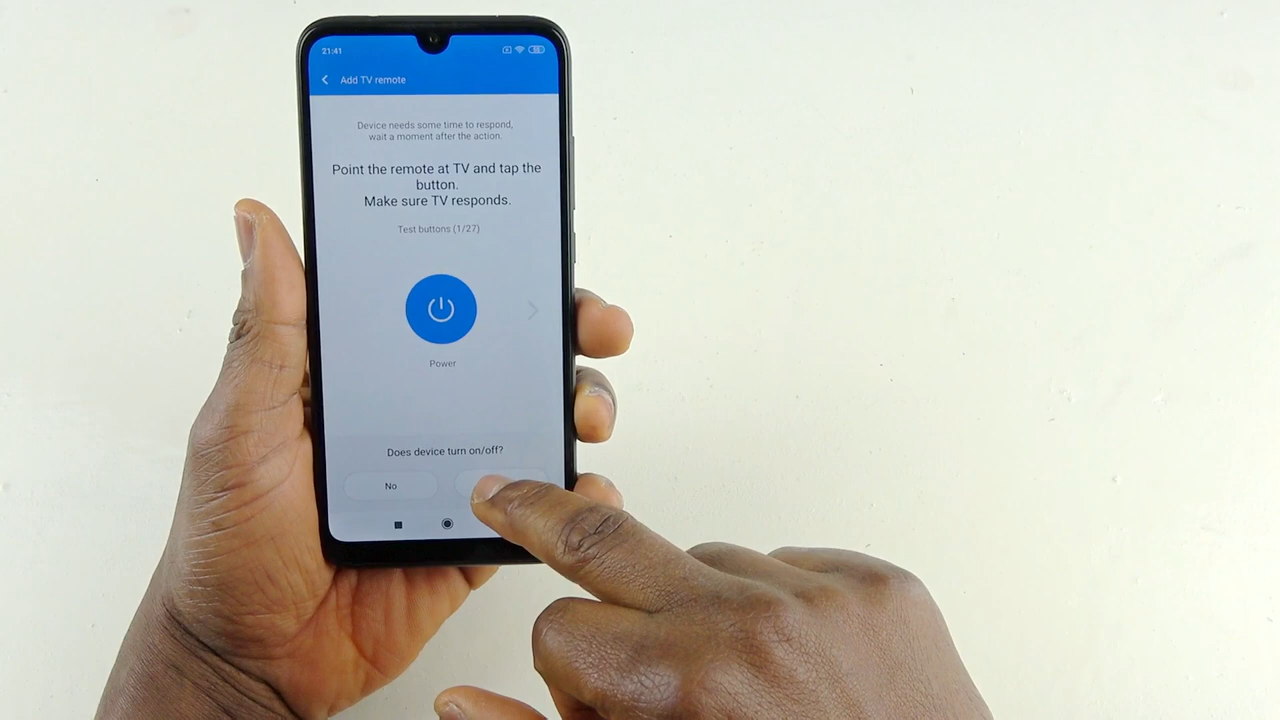 21:41
Add TV remote
Device needs some time to respond,
wait a moment after the action.
Point the remote at TV and tap the
button.
Make sure TV responds.
Test buttons (1/27)
Power
Does device turn on/off?
No